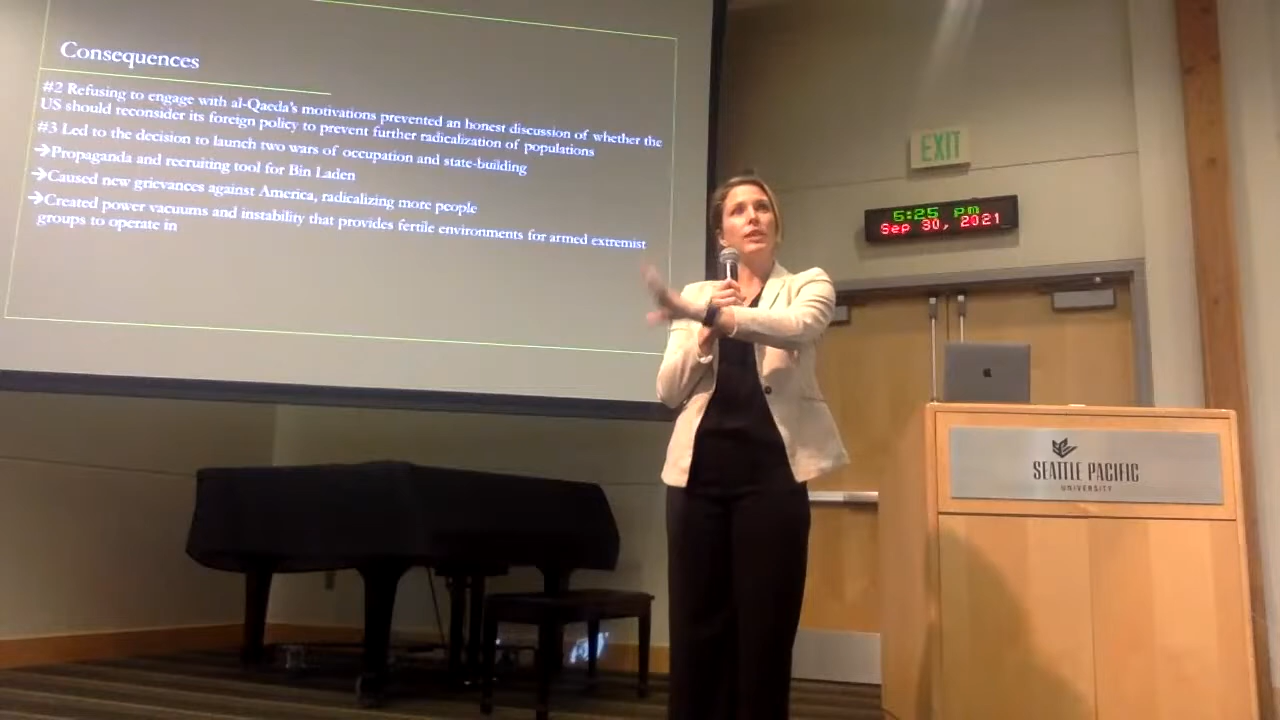 Consequences
#2 Refusing to engage with al-Qaeda's motivations prevented an honest discussion of whether the
US should reconsider its foreign policy to prevent further radicalization of populations
#3 Led to the decision to launch two wars of occupation and state-building
→Propaganda and recruiting tool for Bin Laden
→Caused new grievances against America, radicalizing more people
→Created power vacuums and instability that provides fertile environments for armed extremist
groups to operate in
EXIT
5:25 pm
Sep 30, 2021
SEATTLE PACIFIC
UNIVERSITY